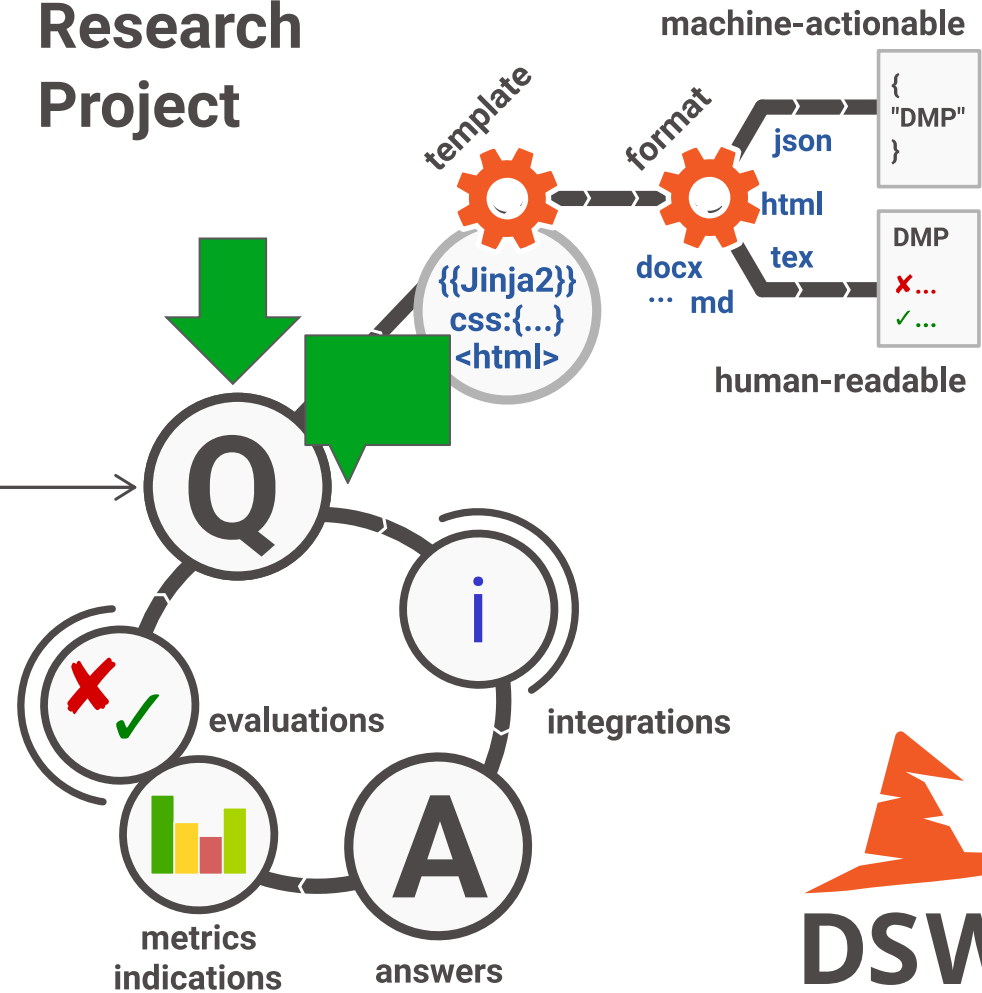 Research
Project
machine-actionable
template
format
{
"DMP"
}
json
html
tex
docx
... md
DMP
✘...
✓...
human-readable
{{Jinja2}}
css:{...}
<html>
Q
i
✘
✓
evaluations
integrations
A
metrics
indications
answers
DSW